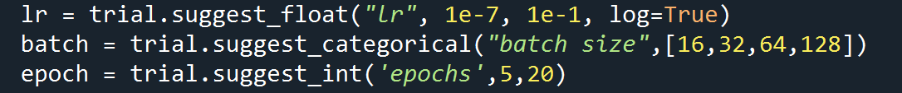 lr = trial.suggest_float("lr", 1e-7, 1e-1, log=True)
batch = trial.suggest_categorical("batch size",[16,32,64,128])
epoch = trial.suggest_int('epochs',5,20)